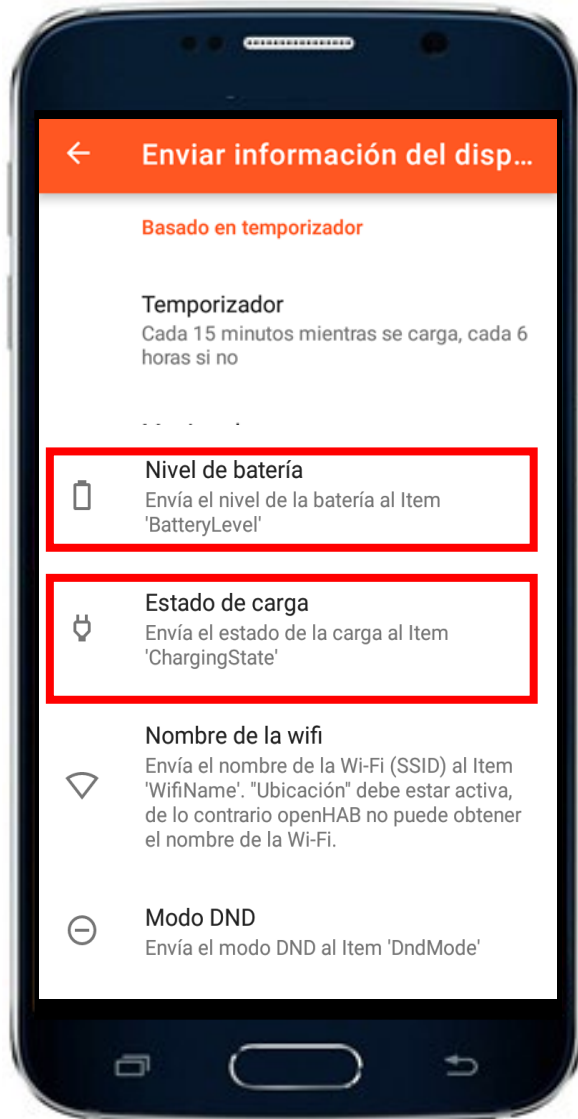 Enviar información del disp...
Basado en temporizador
Temporizador
Cada 15 minutos mientras se carga, cada 6
horas si no
Nivel de batería
Envía el nivel de la batería al Item
'BatteryLevel'
Estado de carga
Envía el estado de la carga al Item
'ChargingState'
Nombre de la wifi
Envía el nombre de la Wi-Fi (SSID) al Item
'WifiName'. "Ubicación" debe estar activa,
de lo contrario openHAB no puede obtener
el nombre de la Wi-Fi.
Modo DND
Envía el modo DND al Item 'DndMode'